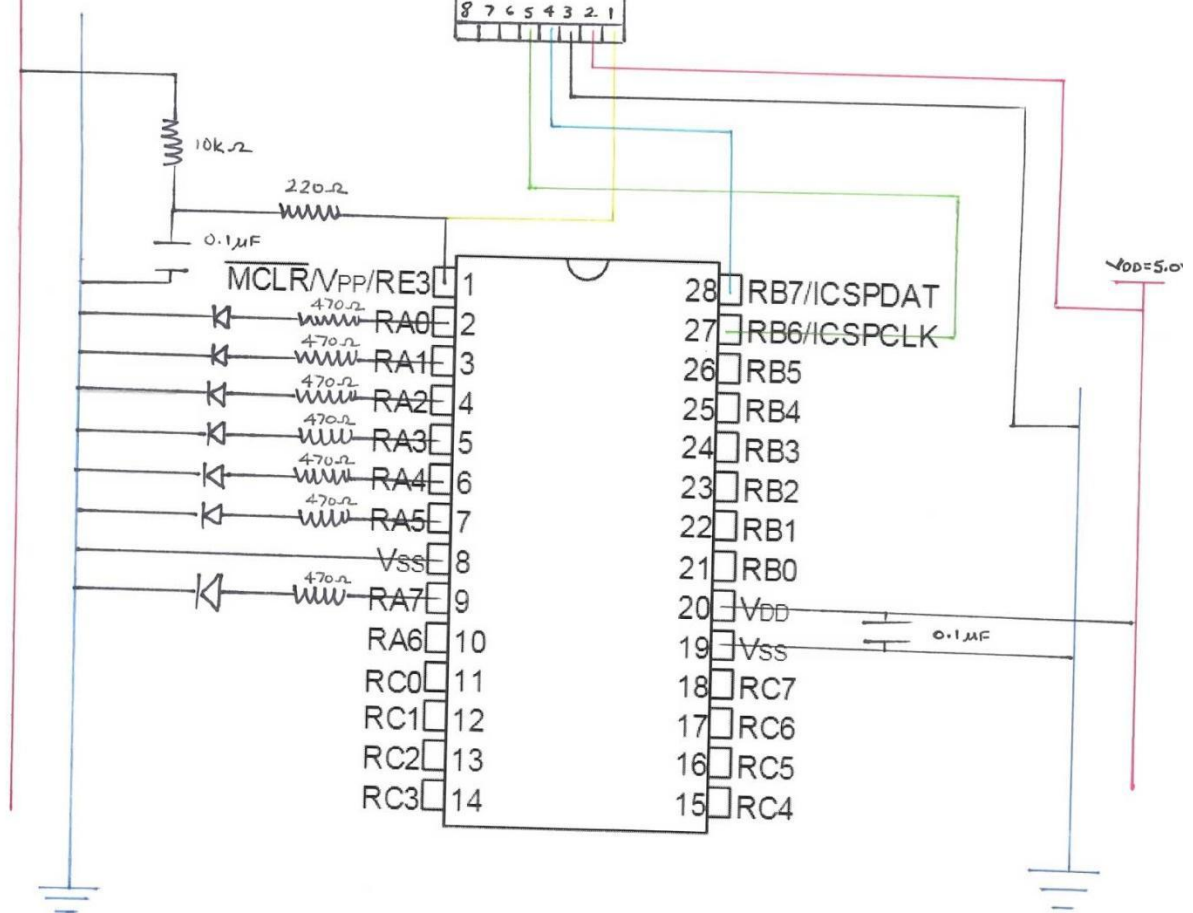 8 7 6 5 4 3 2 1
10kΩ
220Ω
0.1μF
VDD=5.0V
MCLR/VPP/RE3 1
470Ω
RA0 2
470Ω
RA1 3
470Ω
RA2 4
470Ω
RA3 5
470Ω
RA4 6
470Ω
RA5 7
VSS 8
470Ω
RA7 9
RA6 10
RC0 11
RC1 12
RC2 13
RC3 14
28 RB7/ICSPDAT
27 RB6/ICSPCLK
26 RB5
25 RB4
24 RB3
23 RB2
22 RB1
21 RB0
20 VDD
0.1μF
19 VSS
18 RC7
17 RC6
16 RC5
15 RC4